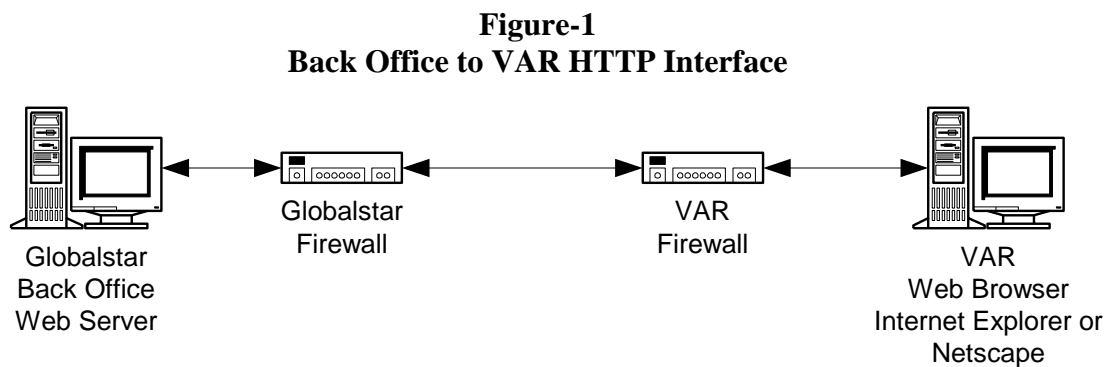 Figure-1
Back Office to VAR HTTP Interface
Globalstar
Back Office
Web Server
Globalstar
Firewall
VAR
Firewall
VAR
Web Browser
Internet Explorer or
Netscape